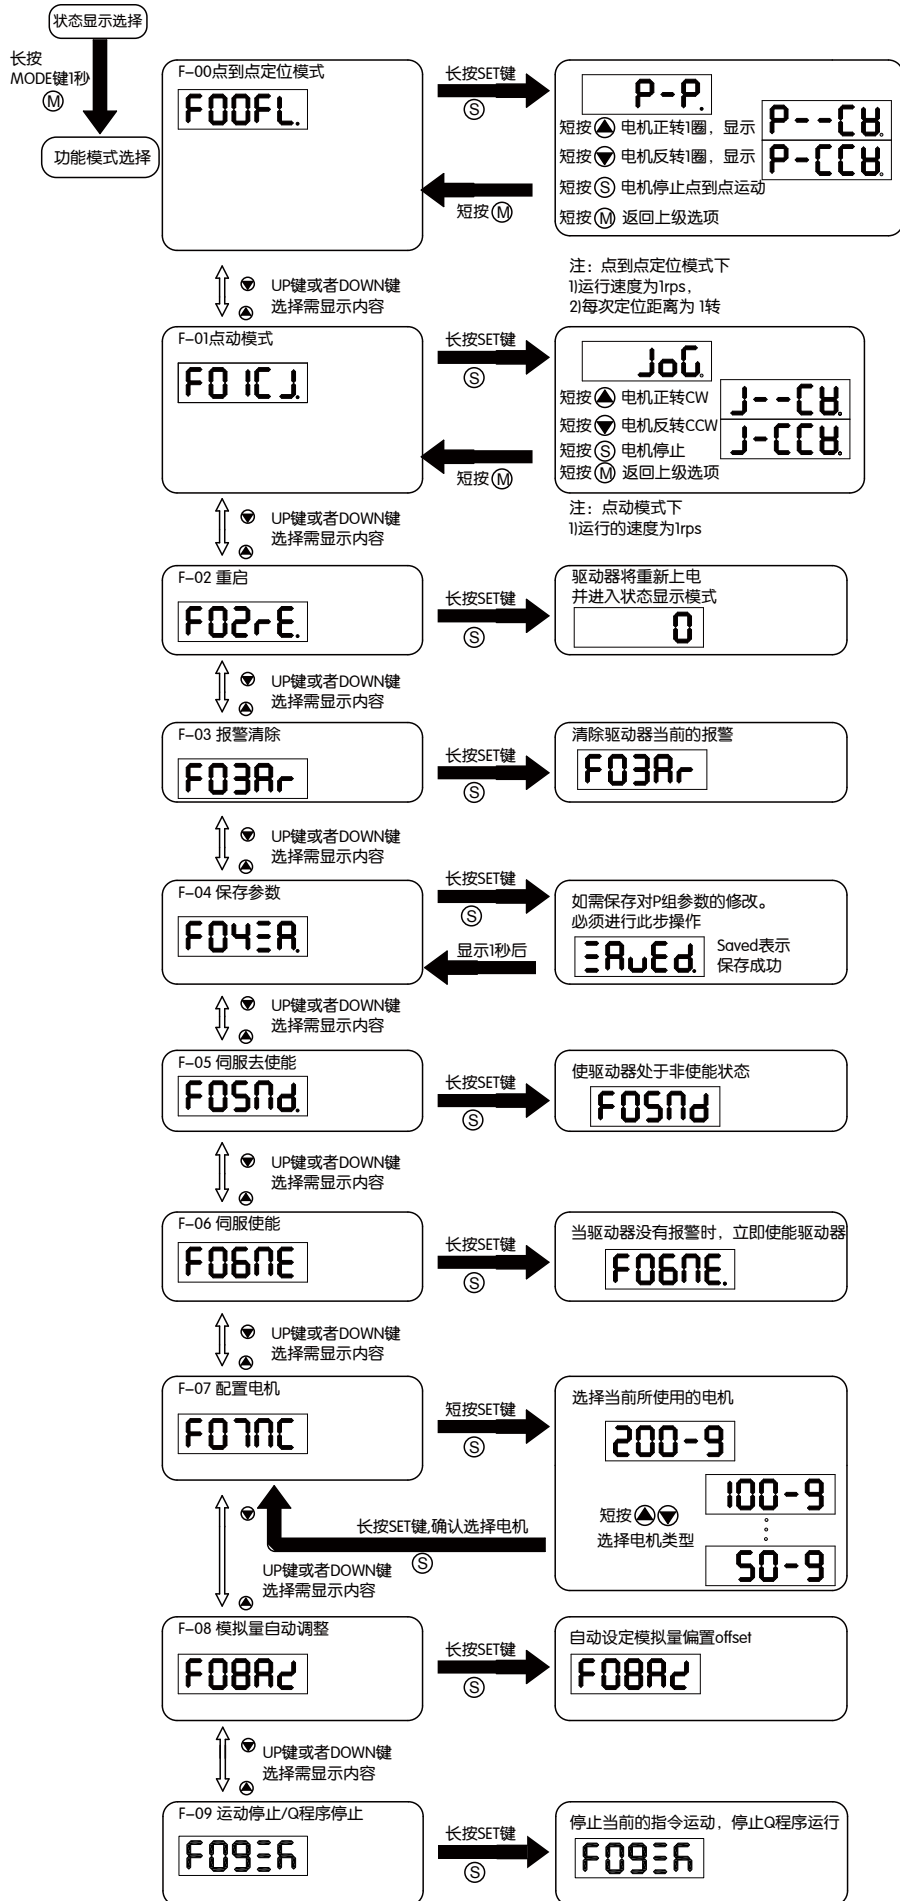 状态显示选择
长按
MODE键1秒
M
功能模式选择
F-00点到点定位模式
F00FL.
长按SET键
S
P-P.
短按 电机正转1圈，显示 P--CW.
短按 电机反转1圈，显示 P-CCW.
短按 S 电机停止点到点运动
短按 M 返回上级选项
短按 M
注：点到点定位模式下
1)运行速度为1rps，
2)每次定位距离为 1转
UP键或者DOWN键
选择需显示内容
F-01点动模式
F01CJ.
长按SET键
S
JoG.
短按 电机正转CW J--CW.
短按 电机反转CCW J-CCW.
短按 S 电机停止
短按 M 返回上级选项
短按 M
注：点动模式下
1)运行的速度为1rps
UP键或者DOWN键
选择需显示内容
F-02 重启
F02rE.
长按SET键
S
驱动器将重新上电
并进入状态显示模式
0
UP键或者DOWN键
选择需显示内容
F-03 报警清除
F03Ar
长按SET键
S
清除驱动器当前的报警
F03Ar
UP键或者DOWN键
选择需显示内容
F-04 保存参数
F04ΞA.
长按SET键
S
显示1秒后
如需保存对P组参数的修改。
必须进行此步操作
ΞAuEd.
Saved表示
保存成功
UP键或者DOWN键
选择需显示内容
F-05 伺服去使能
F05Πd.
长按SET键
S
使驱动器处于非使能状态
F05Πd
UP键或者DOWN键
选择需显示内容
F-06 伺服使能
F06ΠE
长按SET键
S
当驱动器没有报警时，立即使能驱动器
F06ΠE.
UP键或者DOWN键
选择需显示内容
F-07 配置电机
F07ΠC
短按SET键
S
选择当前所使用的电机
200-9
100-9
短按
选择电机类型
50-9
长按SET键,确认选择电机
S
UP键或者DOWN键
选择需显示内容
F-08 模拟量自动调整
F08Ad
长按SET键
S
自动设定模拟量偏置offset
F08Ad
UP键或者DOWN键
选择需显示内容
F-09 运动停止/Q程序停止
F09Ξh
长按SET键
S
停止当前的指令运动，停止Q程序运行
F09Ξh